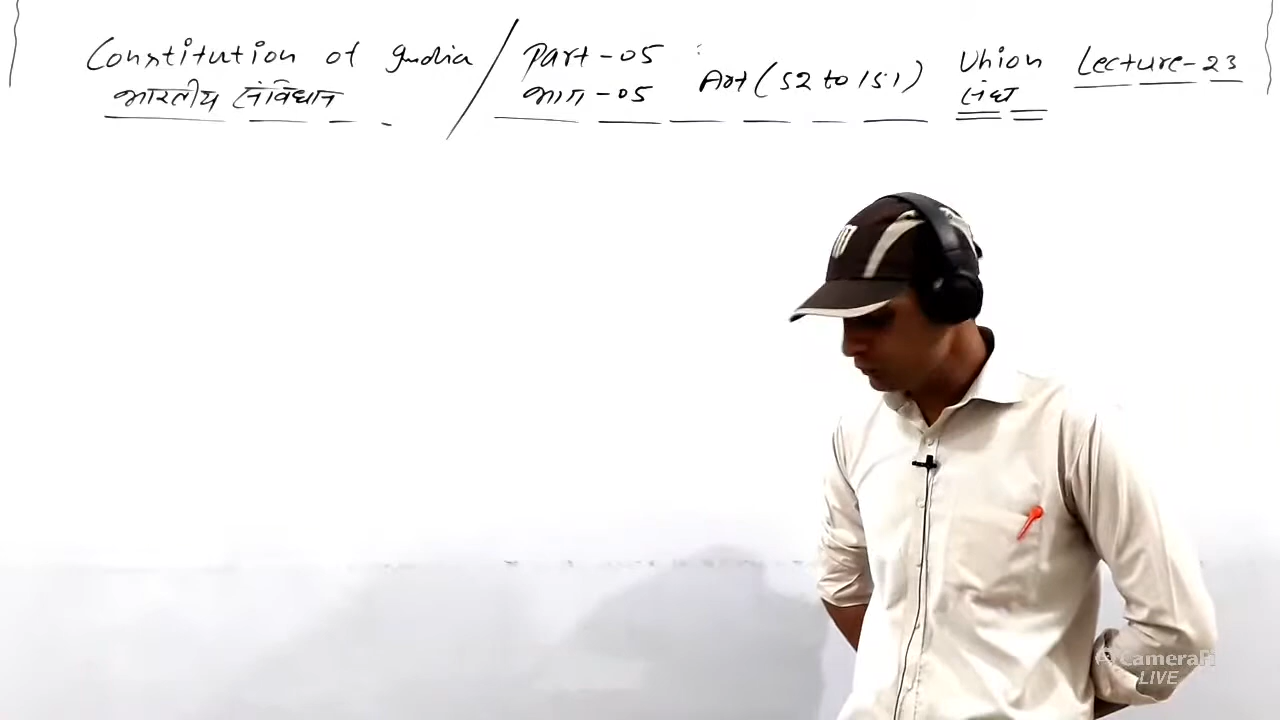 Constitution of India / Part-05 : Art (52 to 151) Union Lecture-23
भारतीय संविधान भाग-05 संघ
CameraFi
LIVE